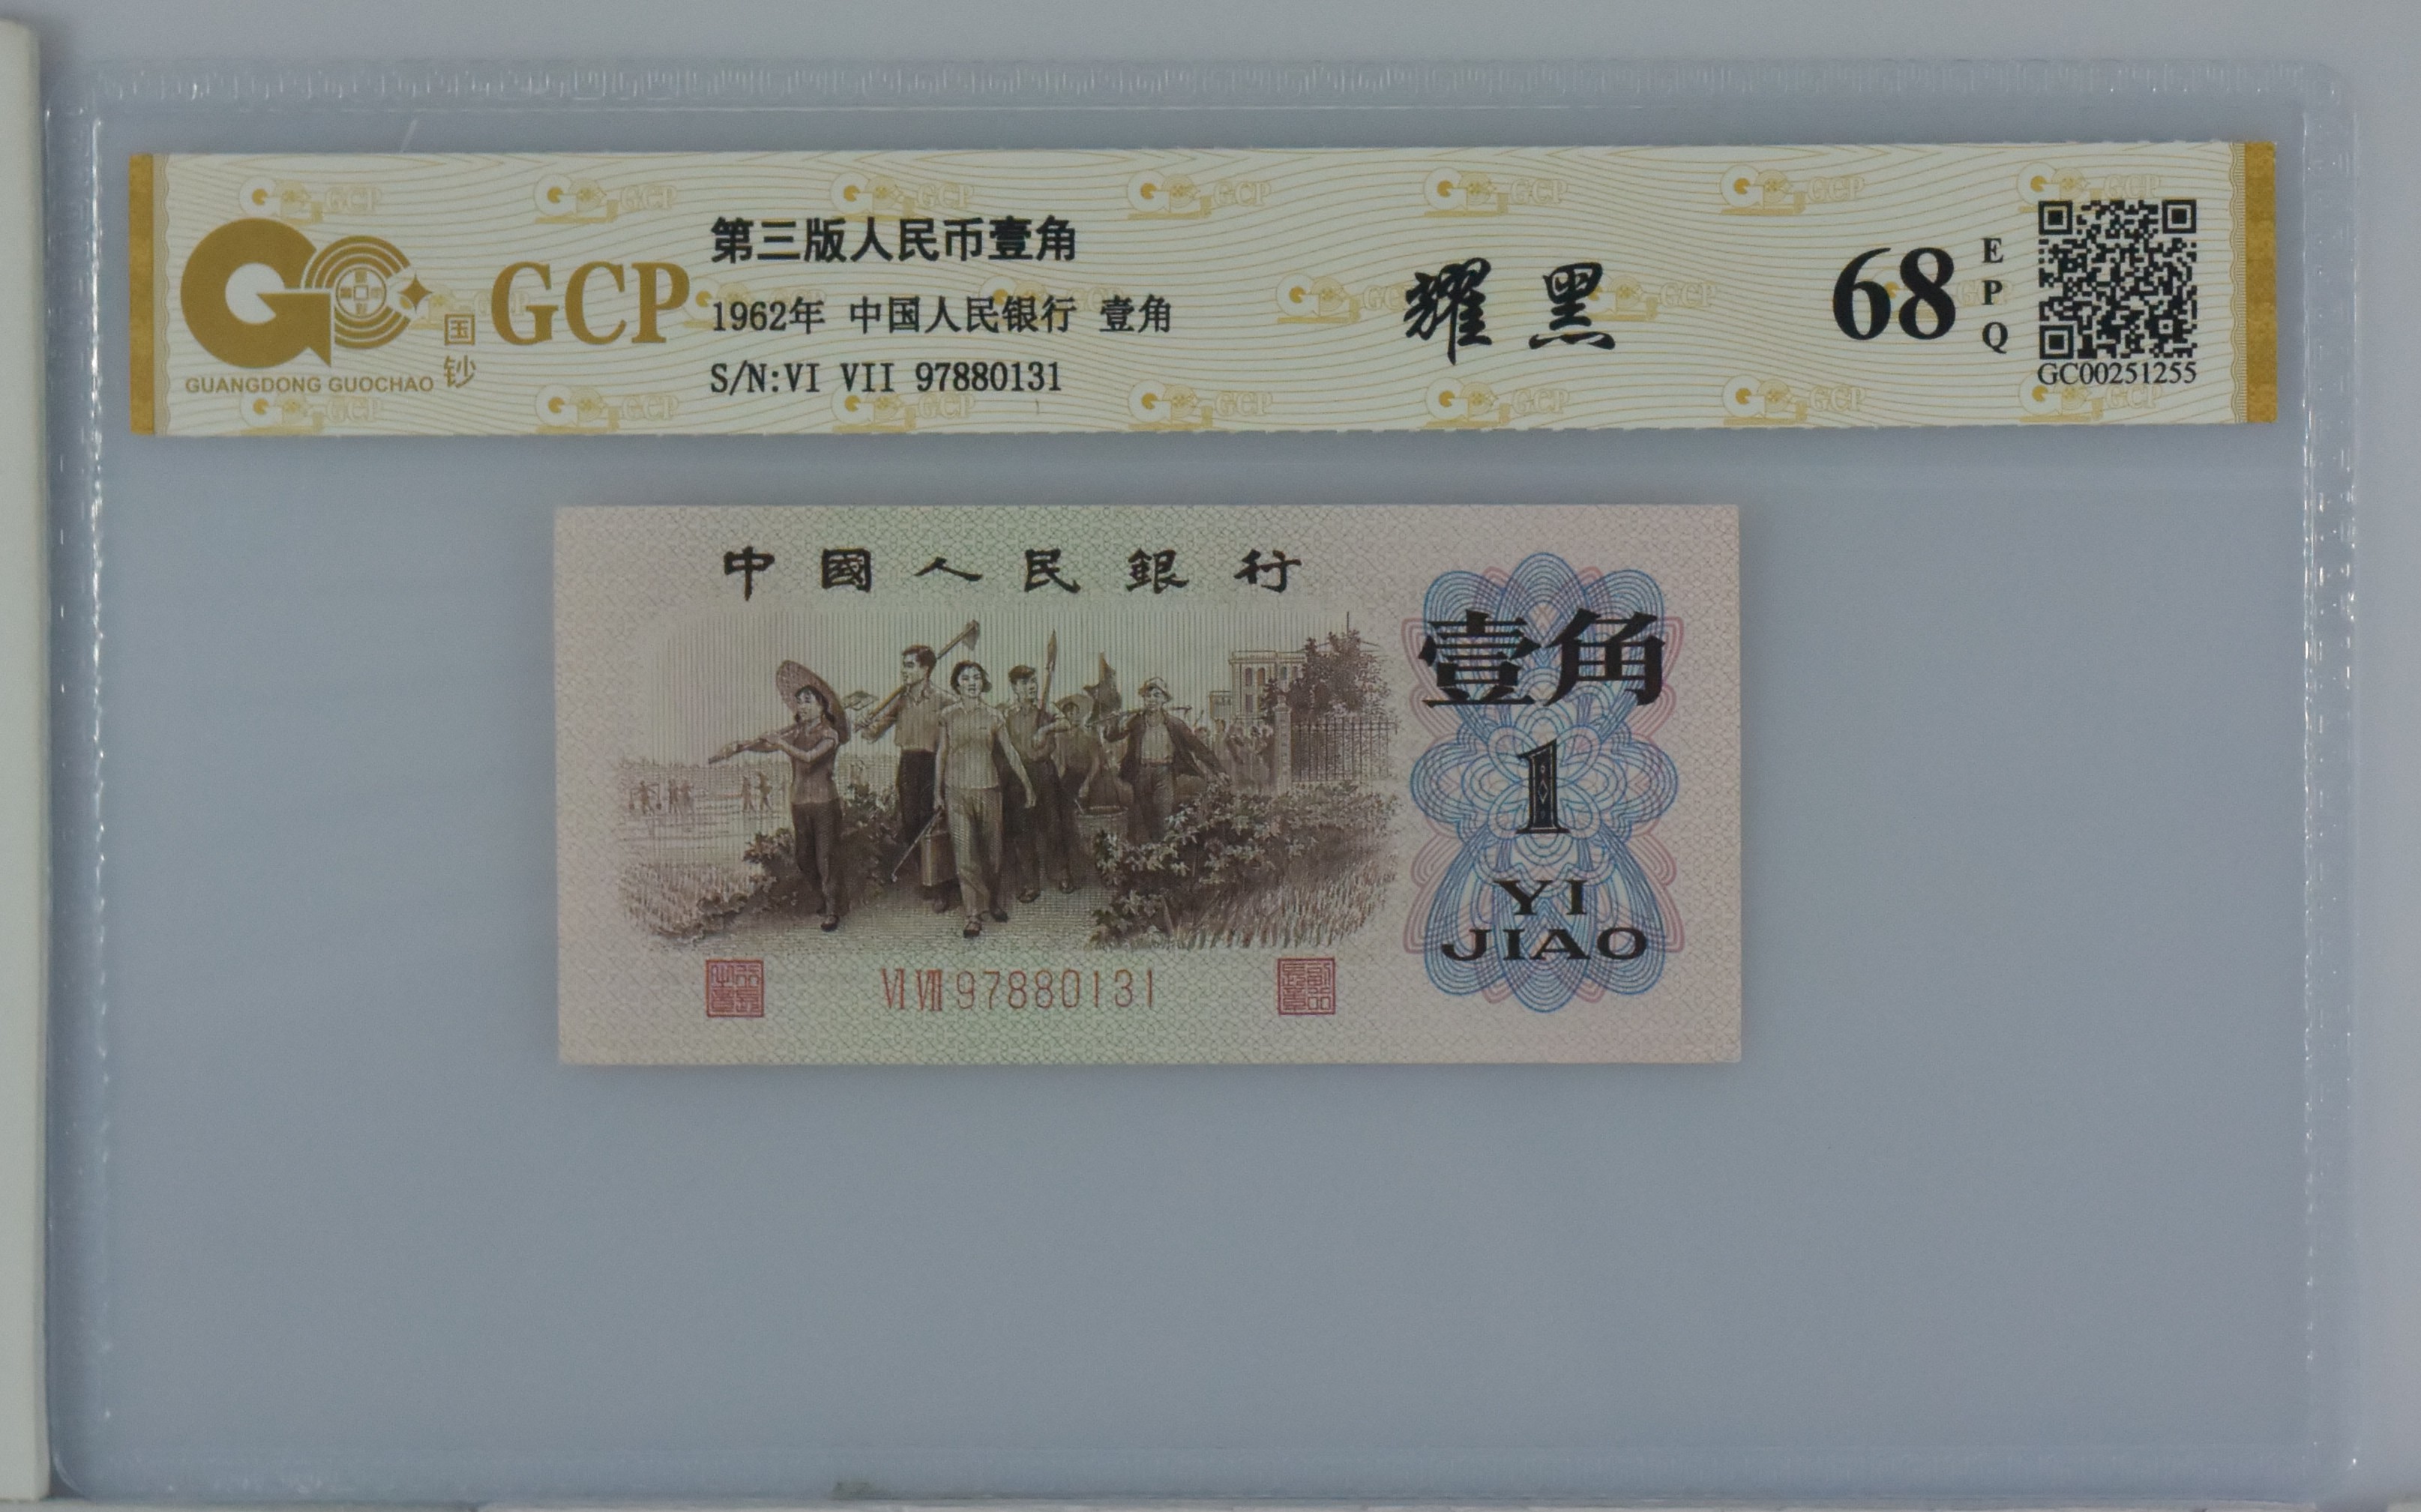 第三版人民币壹角
GCP
国钞
GUANGDONG GUOCHAO
1962年 中国人民银行 壹角
S/N:VI VII 97880131
耀黑
68
EPQ
GC00251255
中國人民銀行
壹角
1
YI
JIAO
VI VII 97880131